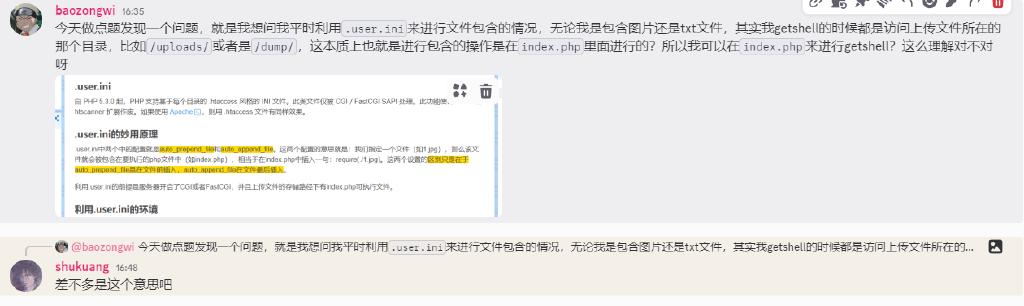 baozongwi 16:35
今天做点题发现一个问题，就是我想问我平时利用.user.ini来进行文件包含的情况，无论我是包含图片还是txt文件，其实我getshell的时候都是访问上传文件所在的
那个目录，比如/uploads/或者是/dump/，这本质上也就是进行包含的操作是在index.php里面进行的？所以我可以在index.php来进行getshell？这么理解对不对
呀
.user.ini
自 PHP 5.3.0 起，PHP 支持基于每个目录的 .htaccess 风格的 INI 文件。此类文件仅被 CGI / FastCGI SAPI 处理。此功能使
htscanner 扩展作废。如果使用 Apache，则用 .htaccess 文件有同样效果。
.user.ini的妙用原理
.user.ini中两个中的配置就是auto_prepend_file和auto_append_file。这两个配置的意思就是：我们指定一个文件（如1.jpg），那么该文
件就会被包含在要执行的php文件中（如index.php），相当于在index.php中插入一句：require(./1.jpg)。这两个设置的区别只是在于
auto_prepend_file是在文件前插入，auto_append_file在文件最后插入。
利用.user.ini的前提是服务器开启了CGI或者FastCGI，并且上传文件的存储路径下有index.php可执行文件。
利用.user.ini的环境
@baozongwi 今天做点题发现一个问题，就是我想问我平时利用.user.ini来进行文件包含的情况，无论我是包含图片还是txt文件，其实我getshell的时候都是访问上传文件所在的...
shukuang 16:48
差不多是这个意思吧